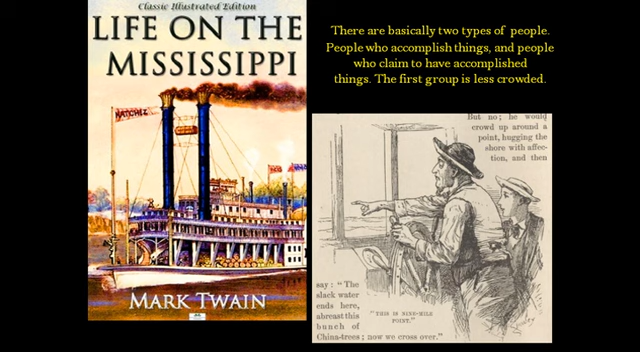 Classic Illustrated Edition
LIFE ON THE
MISSISSIPPI
NATCHEZ
MARK TWAIN
There are basically two types of people.
People who accomplish things, and people
who claim to have accomplished
things. The first group is less crowded.
But no; he would
crowd up around a
point, hugging the
shore with affec-
tion, and then
say: "The
slack water
ends here,
abreast this
bunch of
China-trees; now we cross over."
"THIS IS NINE-MILE
POINT."